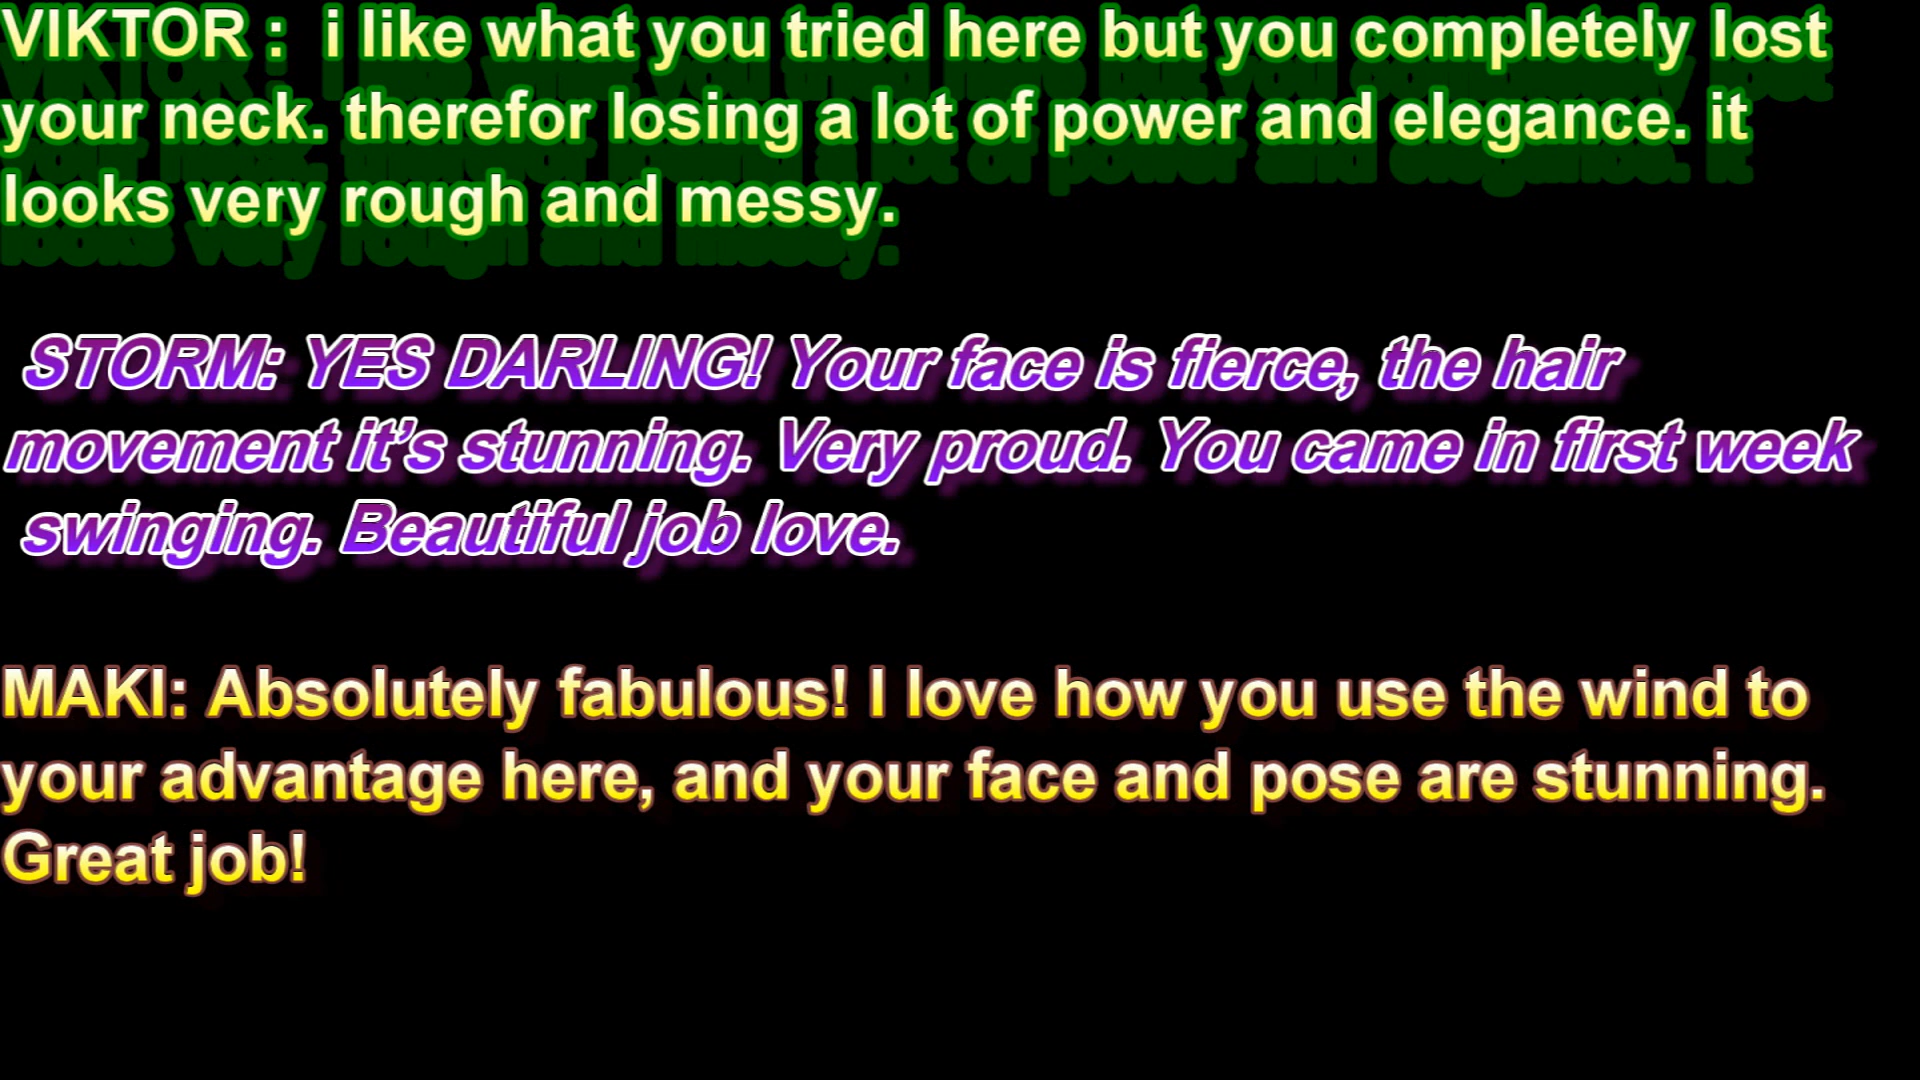 VIKTOR :  i like what you tried here but you completely lost
your neck. therefor losing a lot of power and elegance. it
looks very rough and messy.
STORM: YES DARLING! Your face is fierce, the hair
movement it’s stunning. Very proud. You came in first week
swinging. Beautiful job love.
MAKI: Absolutely fabulous! I love how you use the wind to
your advantage here, and your face and pose are stunning.
Great job!